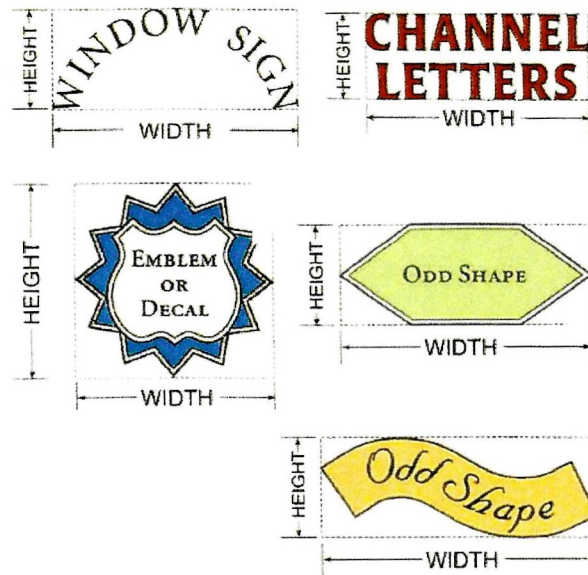 HEIGHT
WINDOW SIGN
WIDTH
HEIGHT
CHANNEL
LETTERS
WIDTH
HEIGHT
EMBLEM
OR
DECAL
WIDTH
HEIGHT
ODD SHAPE
WIDTH
HEIGHT
Odd Shape
WIDTH